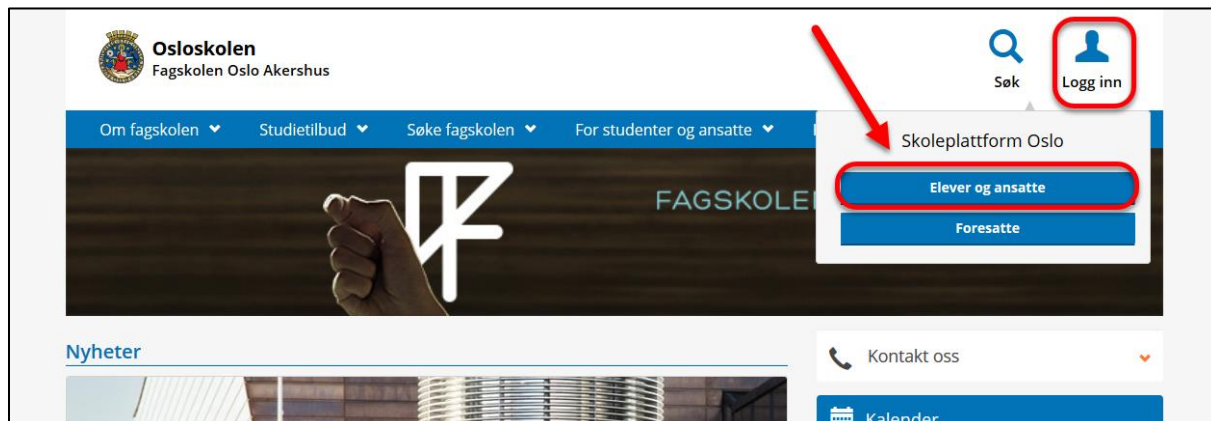 Osloskolen
Fagskolen Oslo Akershus
Søk
Logg inn
Om fagskolen
Studietilbud
Søke fagskolen
For studenter og ansatte
Skoleplattform Oslo
Elever og ansatte
Foresatte
Nyheter
Kontakt oss
Kalender